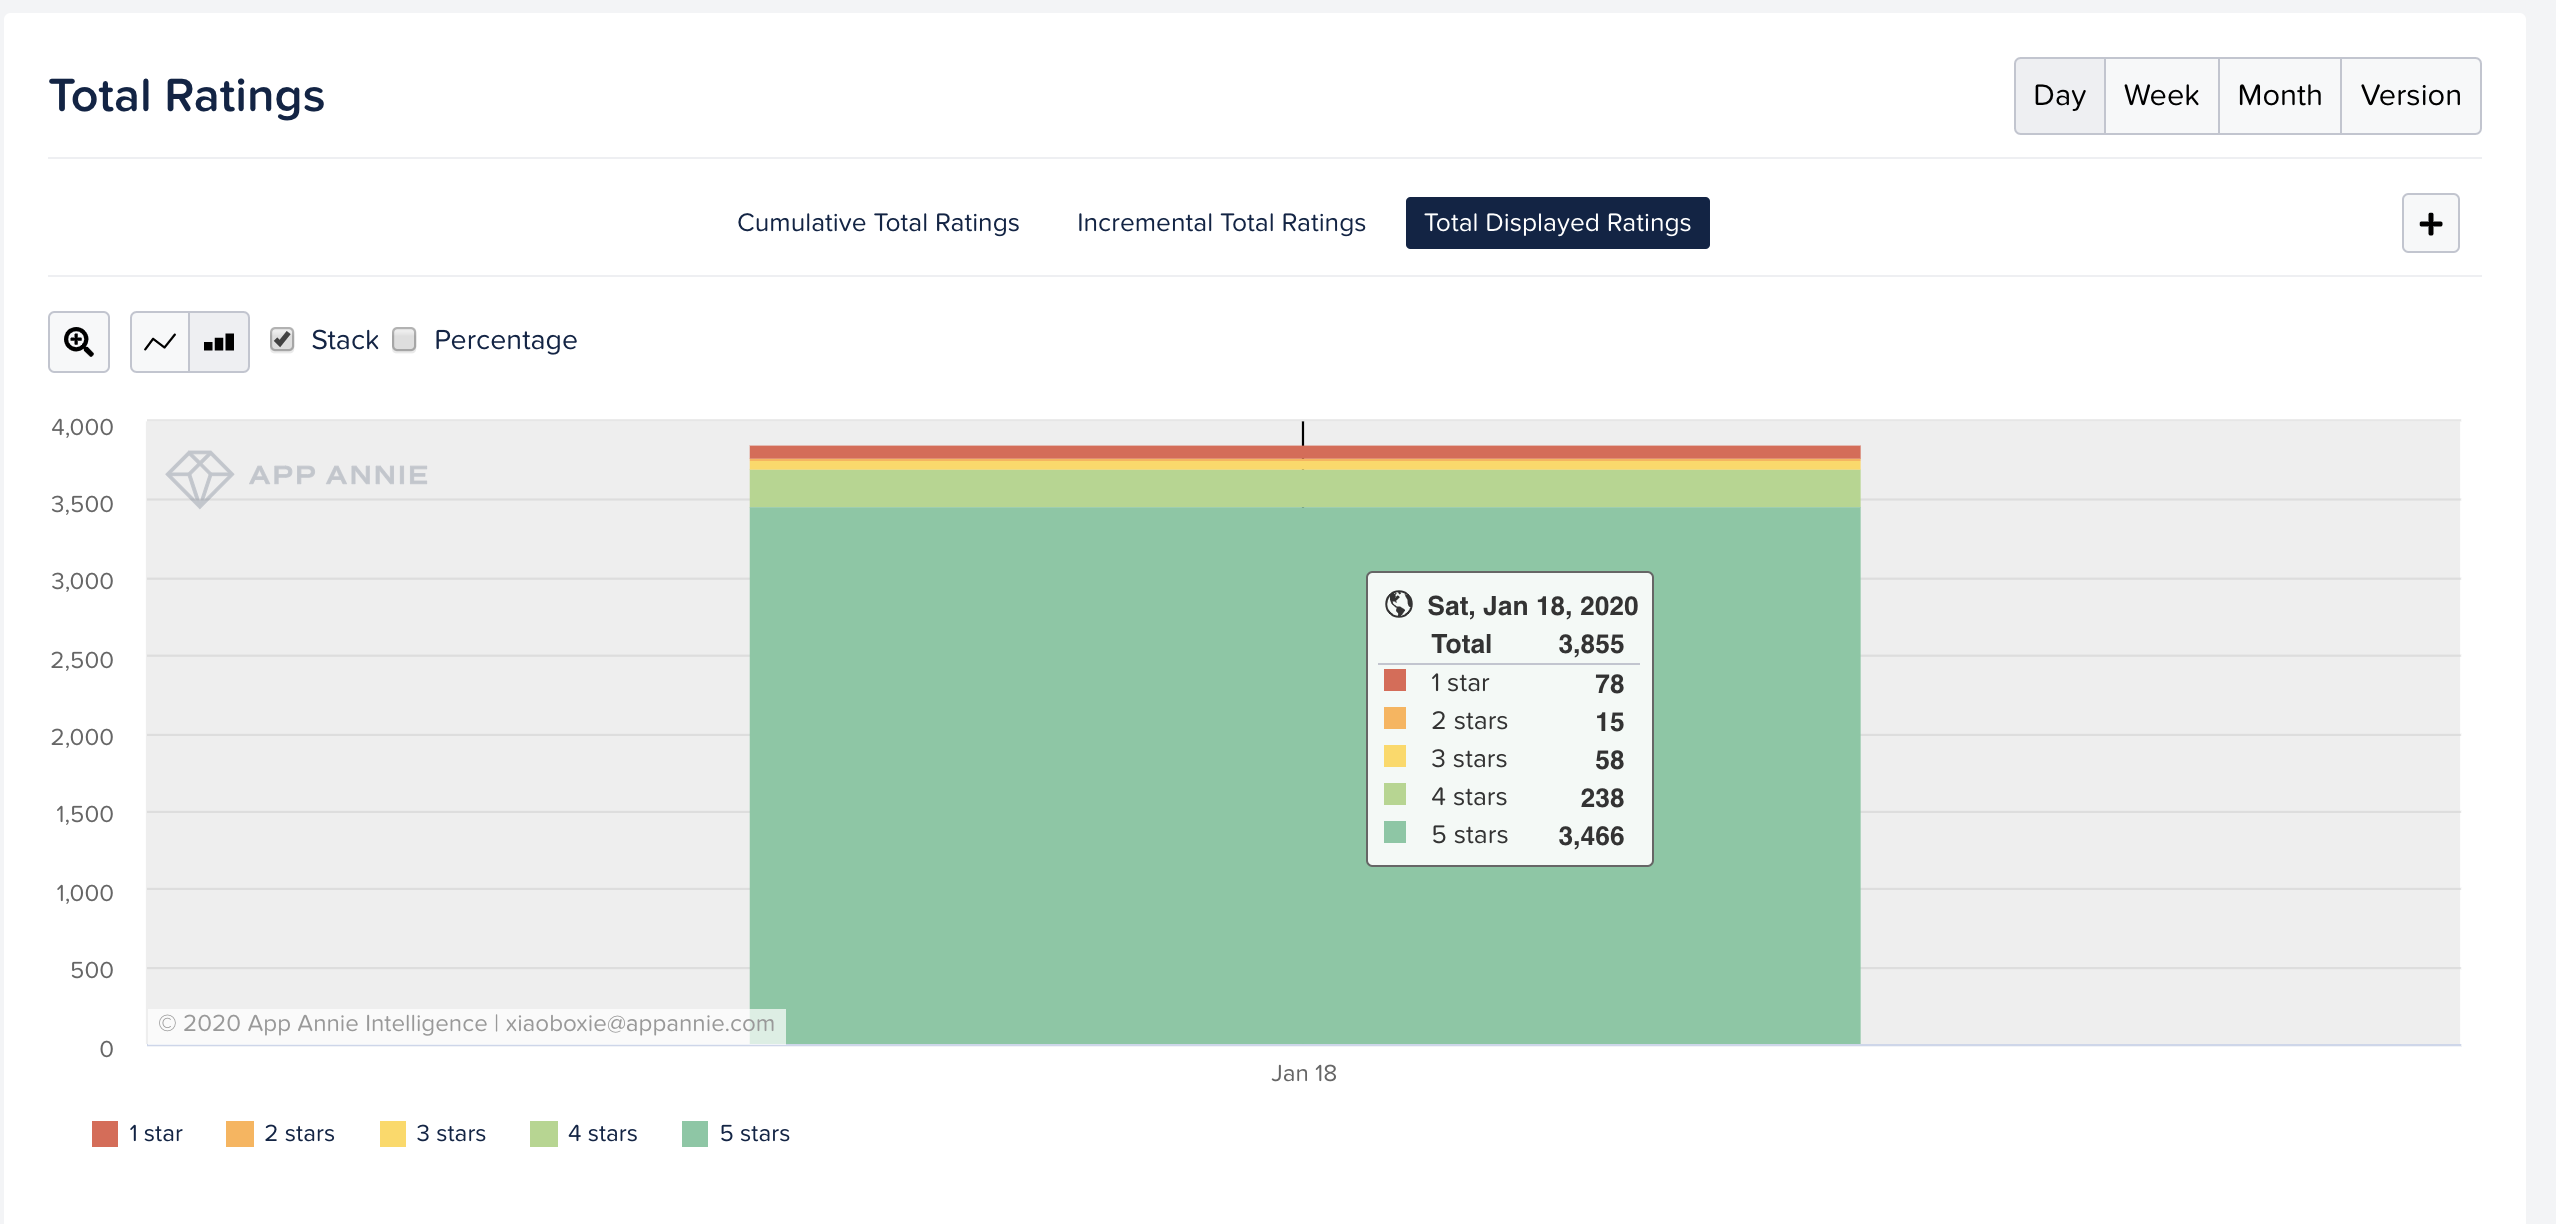 Total Ratings
Day Week Month Version
Cumulative Total Ratings Incremental Total Ratings Total Displayed Ratings
Stack Percentage
4,000
APP ANNIE
3,500
3,000
Sat, Jan 18, 2020
Total 3,855
2,500
1 star 78
2 stars 15
2,000
3 stars 58
4 stars 238
1,500
5 stars 3,466
1,000
500
© 2020 App Annie Intelligence | xiaoboxie@appannie.com
0
Jan 18
1 star 2 stars 3 stars 4 stars 5 stars